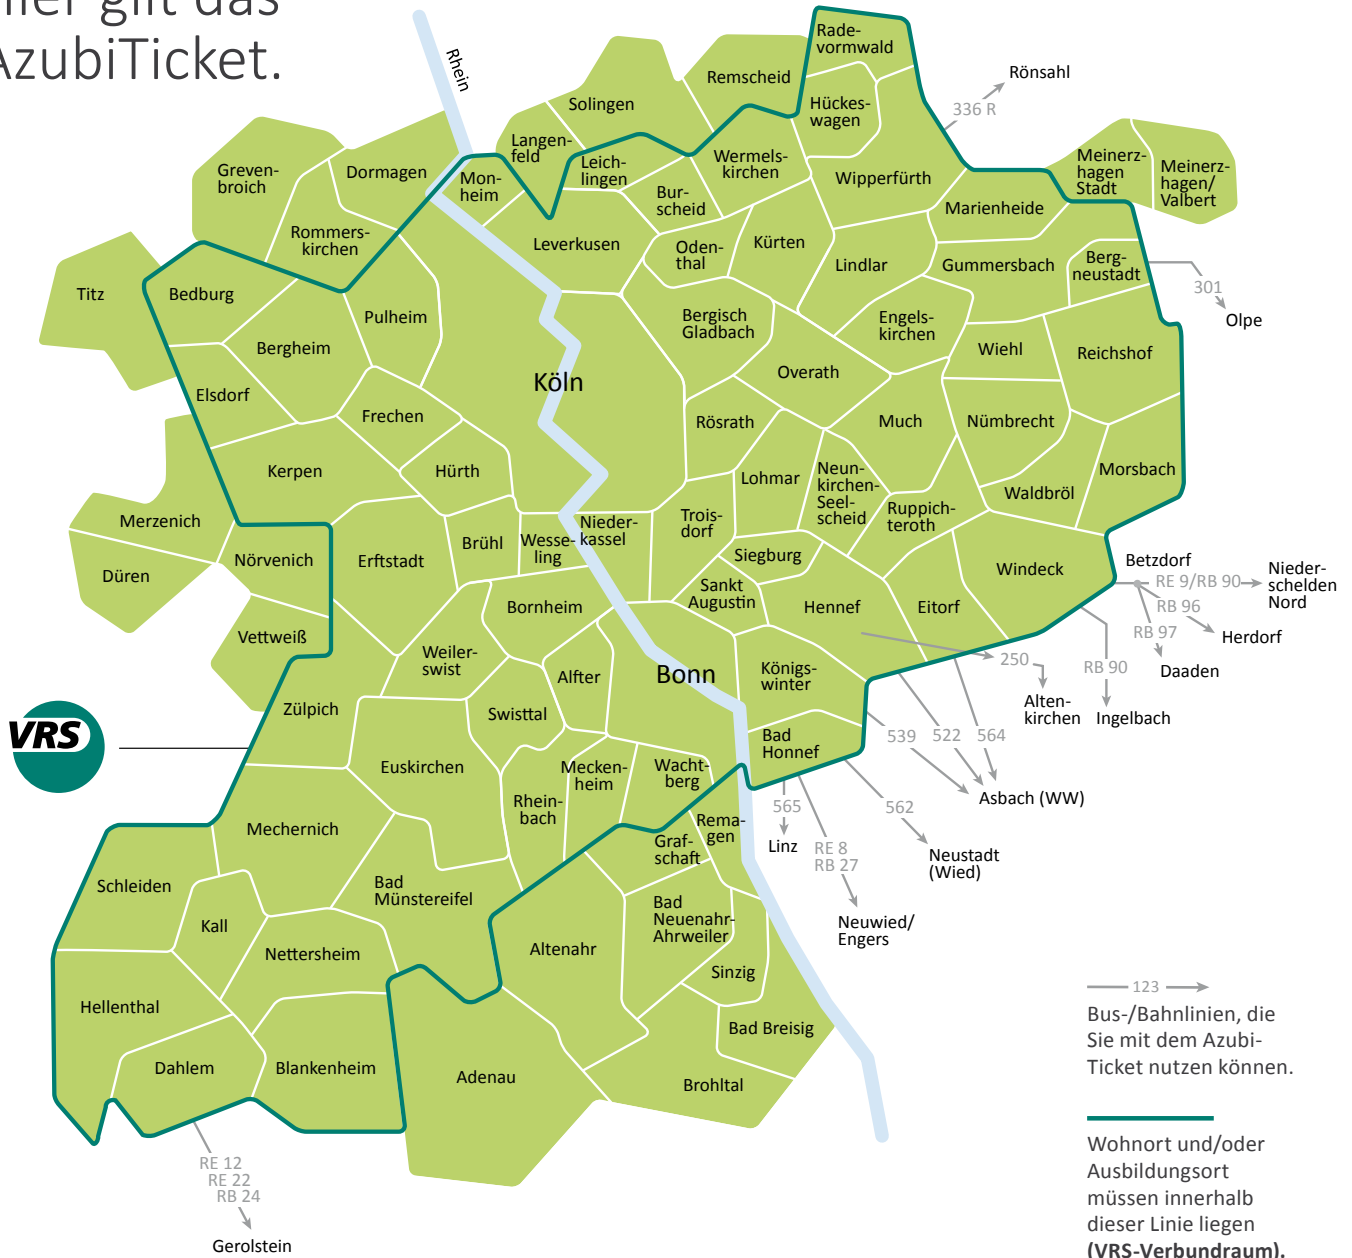 hier gilt das
AzubiTicket.
Rhein
Rade-
vormwald
Rönsahl
336 R
Remscheid
Solingen
Hückes-
wagen
Langen-
feld
Leich-
lingen
Wermels-
kirchen
Wipperfürth
Meinerz-
hagen
Stadt
Meinerz-
hagen/
Valbert
Greven-
broich
Dormagen
Mon-
heim
Bur-
scheid
Marienheide
Rommers-
kirchen
Leverkusen
Oden-
thal
Kürten
Lindlar
Gummersbach
Berg-
neustadt
301
Olpe
Titz
Bedburg
Pulheim
Bergheim
Bergisch
Gladbach
Engels-
kirchen
Wiehl
Reichshof
Elsdorf
Köln
Overath
Frechen
Rösrath
Much
Nümbrecht
Kerpen
Hürth
Lohmar
Neun-
kirchen-
Seel-
scheid
Morsbach
Waldbröl
Ruppich-
teroth
Merzenich
Düren
Nörvenich
Erftstadt
Brühl
Wesse-
ling
Nieder-
kassel
Trois-
dorf
Siegburg
Windeck
Betzdorf
RE 9/RB 90
Nieder-
schelden
Nord
RB 96
Herdorf
RB 97
Daaden
RB 90
Ingelbach
Sankt
Augustin
Hennef
Eitorf
Bornheim
Vettweiß
Weiler-
swist
Alfter
Bonn
Königs-
winter
250
Alten-
kirchen
Zülpich
Swisttal
VRS
Bad
Honnef
539
522
564
Asbach (WW)
Euskirchen
Mecken-
heim
Wacht-
berg
Rhein-
bach
565
Linz
562
Neustadt
(Wied)
RE 8
RB 27
Neuwied/
Engers
Mechernich
Rema-
gen
Graf-
schaft
Schleiden
Bad
Münstereifel
Kall
Bad
Neuenahr-
Ahrweiler
Nettersheim
Altenahr
Sinzig
Hellenthal
Bad Breisig
Dahlem
Blankenheim
Adenau
Brohltal
RE 12
RE 22
RB 24
Gerolstein
123
Bus-/Bahnlinien, die
Sie mit dem Azubi-
Ticket nutzen können.
Wohnort und/oder
Ausbildungsort
müssen innerhalb
dieser Linie liegen
(VRS-Verbundraum).